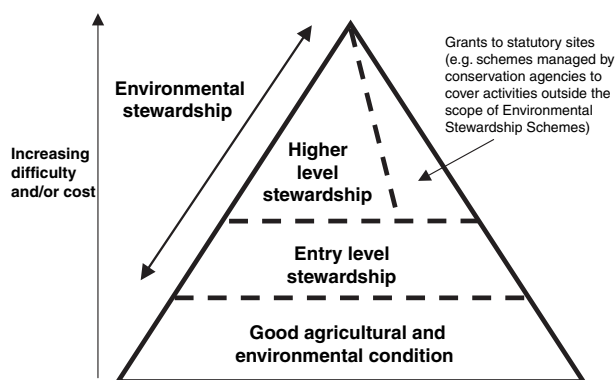 Grants to statutory sites
(e.g. schemes managed by
conservation agencies to
cover activities outside the
scope of Environmental
Stewardship Schemes)
Environmental
stewardship
Increasing
difficulty
and/or cost
Higher
level
stewardship
Entry level
stewardship
Good agricultural and
environmental condition